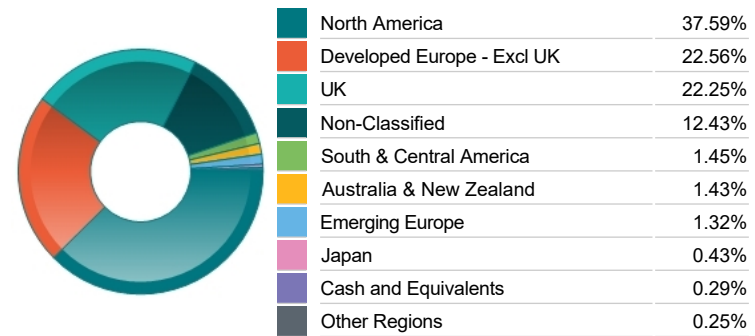 North America 37.59%
Developed Europe - Excl UK 22.56%
UK 22.25%
Non-Classified 12.43%
South & Central America 1.45%
Australia & New Zealand 1.43%
Emerging Europe 1.32%
Japan 0.43%
Cash and Equivalents 0.29%
Other Regions 0.25%